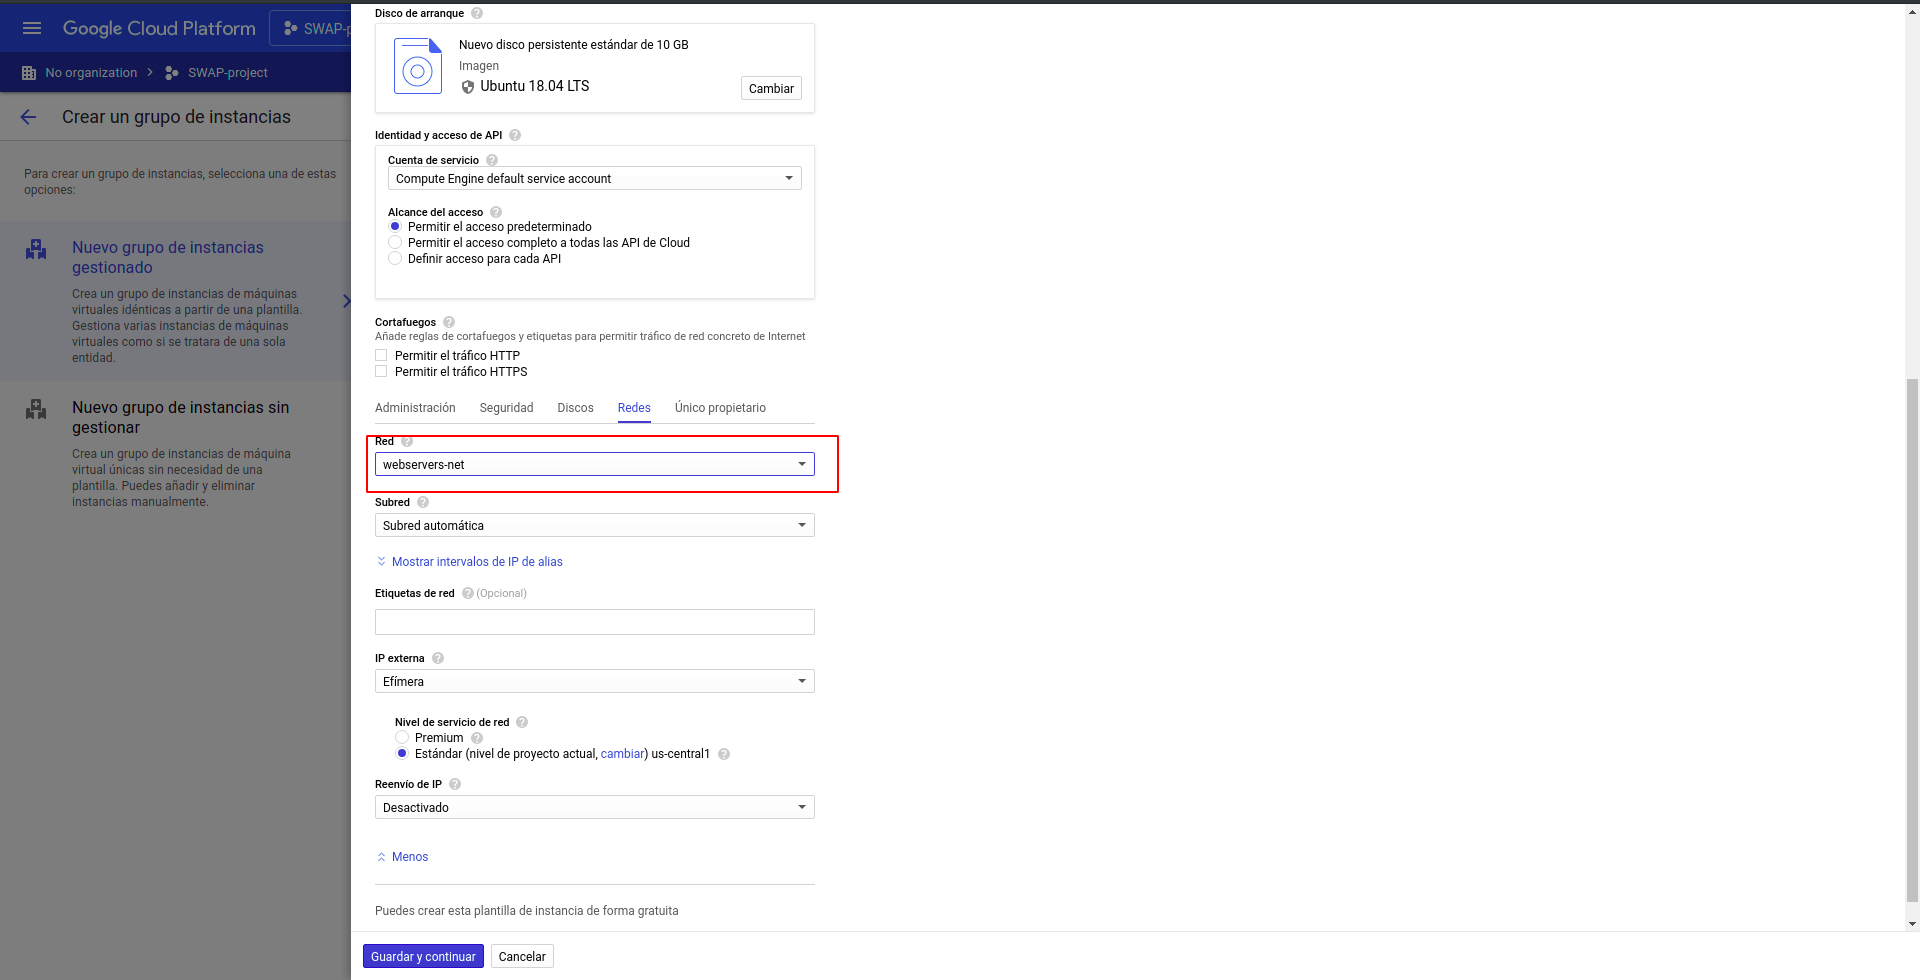 Google Cloud Platform
SWAP-p
No organization
SWAP-project
Crear un grupo de instancias
Para crear un grupo de instancias, selecciona una de estas
opciones:
Nuevo grupo de instancias
gestionado
Crea un grupo de instancias de máquinas
virtuales idénticas a partir de una plantilla.
Gestiona varias instancias de máquinas
virtuales como si se tratara de una sola
entidad.
Nuevo grupo de instancias sin
gestionar
Crea un grupo de instancias de máquina
virtual únicas sin necesidad de una
plantilla. Puedes añadir y eliminar
instancias manualmente.
Disco de arranque
Nuevo disco persistente estándar de 10 GB
Imagen
Ubuntu 18.04 LTS
Cambiar
Identidad y acceso de API
Cuenta de servicio
Compute Engine default service account
Alcance del acceso
Permitir el acceso predeterminado
Permitir el acceso completo a todas las API de Cloud
Definir acceso para cada API
Cortafuegos
Añade reglas de cortafuegos y etiquetas para permitir tráfico de red concreto de Internet
Permitir el tráfico HTTP
Permitir el tráfico HTTPS
Administración Seguridad Discos Redes Único propietario
Red
webservers-net
Subred
Subred automática
Mostrar intervalos de IP de alias
Etiquetas de red (Opcional)
IP externa
Efímera
Nivel de servicio de red
Premium
Estándar (nivel de proyecto actual, cambiar) us-central1
Reenvío de IP
Desactivado
Menos
Puedes crear esta plantilla de instancia de forma gratuita
Guardar y continuar
Cancelar